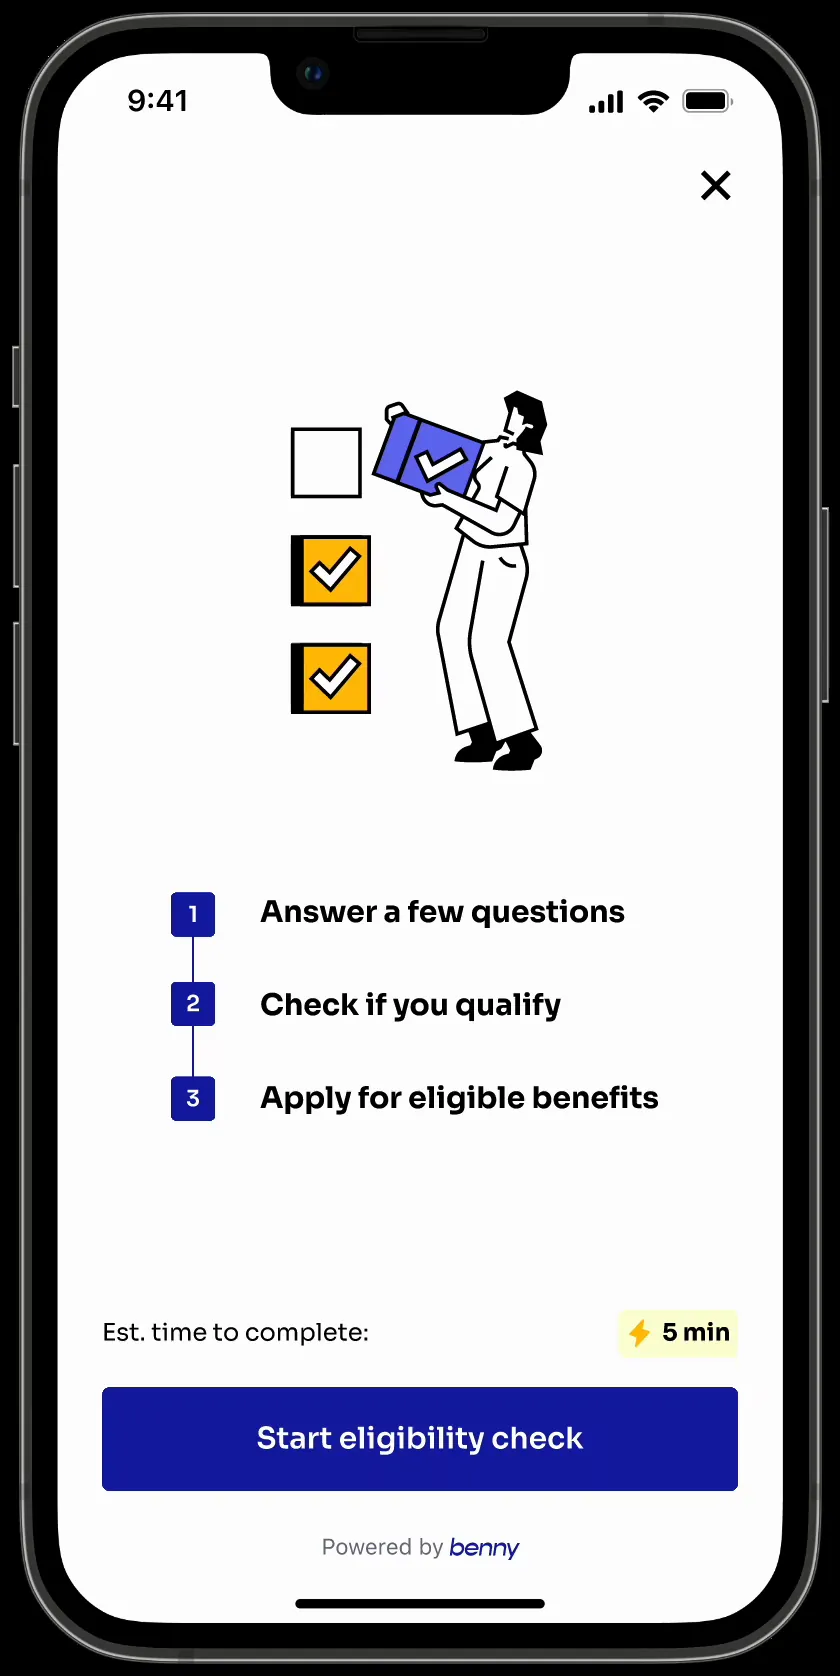 9:41
1 Answer a few questions
2 Check if you qualify
3 Apply for eligible benefits
Est. time to complete: 5 min
Start eligibility check
Powered by benny